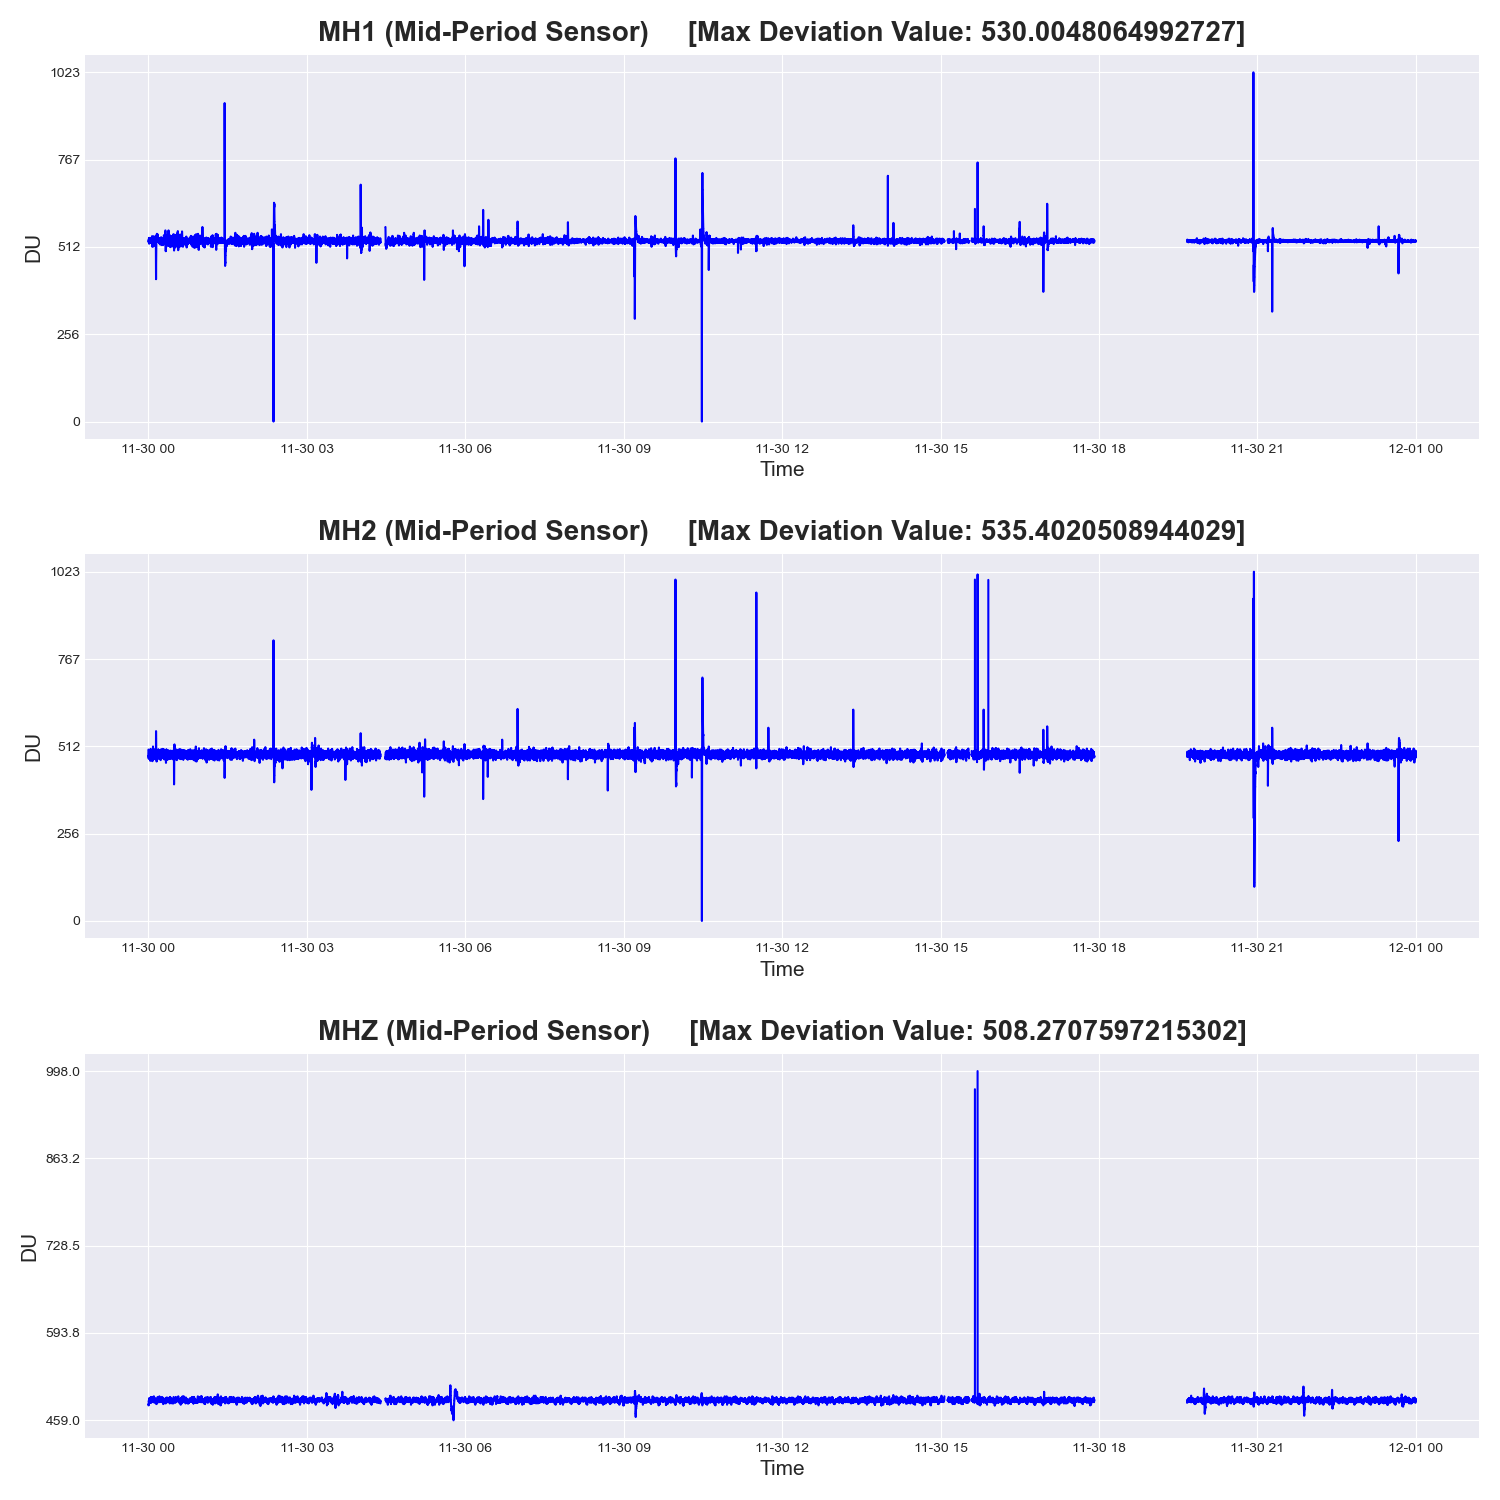 MH1 (Mid-Period Sensor) [Max Deviation Value: 530.0048064992727]
1023
767
512
256
0
DU
11-30 00 11-30 03 11-30 06 11-30 09 11-30 12 11-30 15 11-30 18 11-30 21 12-01 00
Time
MH2 (Mid-Period Sensor) [Max Deviation Value: 535.4020508944029]
1023
767
512
256
0
DU
11-30 00 11-30 03 11-30 06 11-30 09 11-30 12 11-30 15 11-30 18 11-30 21 12-01 00
Time
MHZ (Mid-Period Sensor) [Max Deviation Value: 508.2707597215302]
998.0
863.2
728.5
593.8
459.0
DU
11-30 00 11-30 03 11-30 06 11-30 09 11-30 12 11-30 15 11-30 18 11-30 21 12-01 00
Time